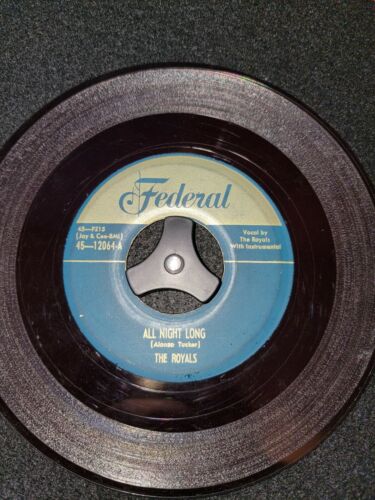 Federal
45—F215
(Jay & Cee-BMI)
45—12064-A
Vocal by
The Royals
With Instrumental
ALL NIGHT LONG
(Alonzo Tucker)
THE ROYALS